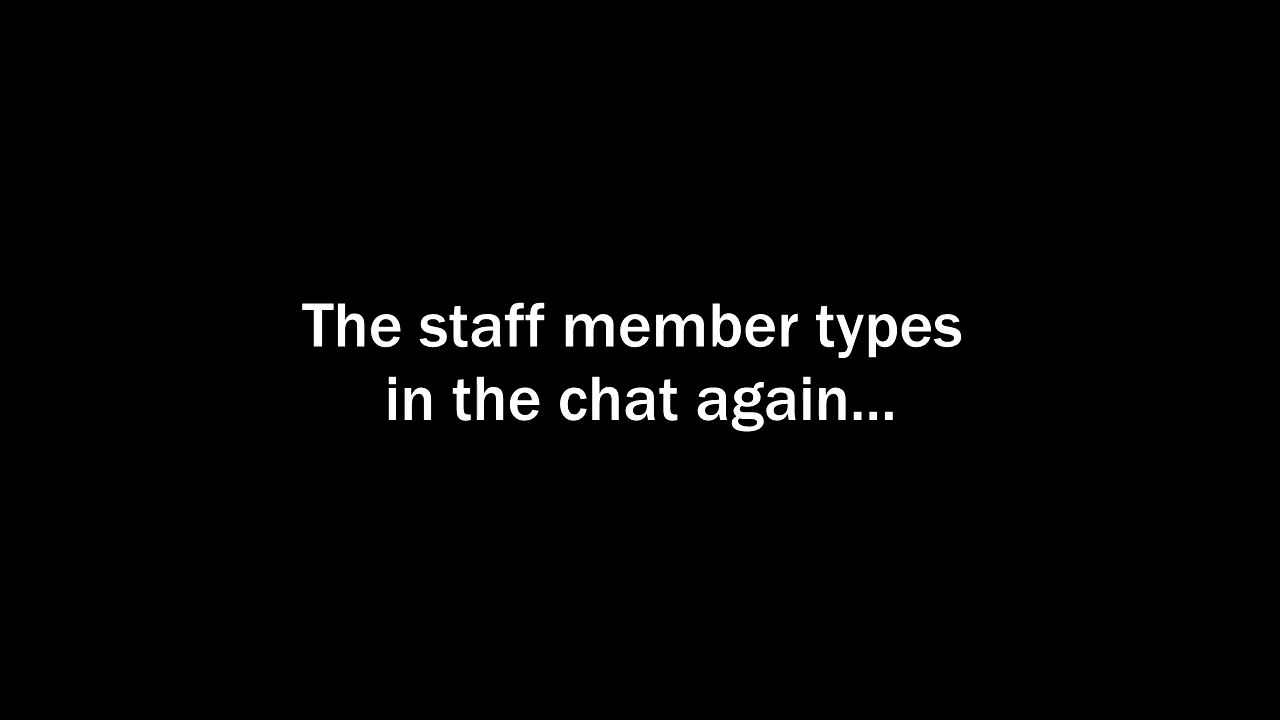 The staff member types
in the chat again...